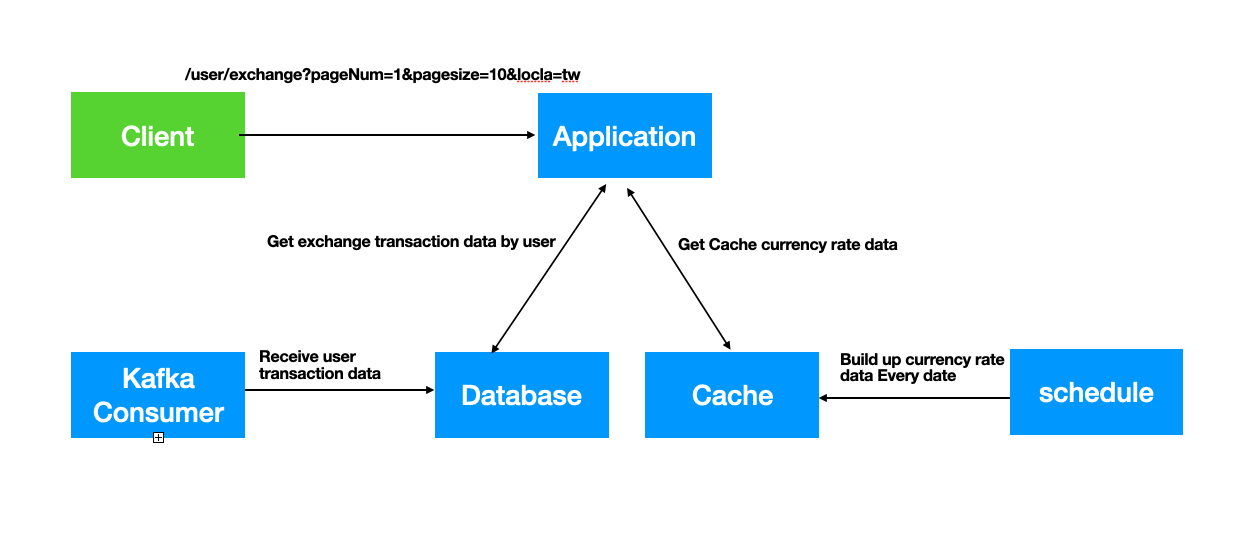 /user/exchange?pageNum=1&pagesize=10&locla=tw
Client
Application
Get exchange transaction data by user
Get Cache currency rate data
Kafka
Consumer
Receive user
transaction data
Database
Cache
Build up currency rate
data Every date
schedule